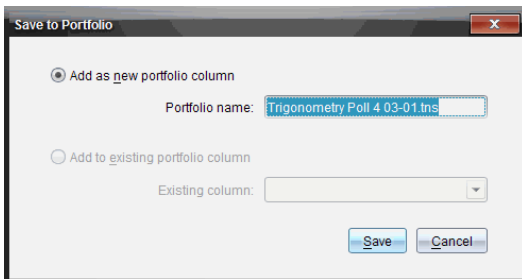 Save to Portfolio
Add as new portfolio column
Portfolio name: Trigonometry Poll 4 03-01.tns
Add to existing portfolio column
Existing column:
Save Cancel